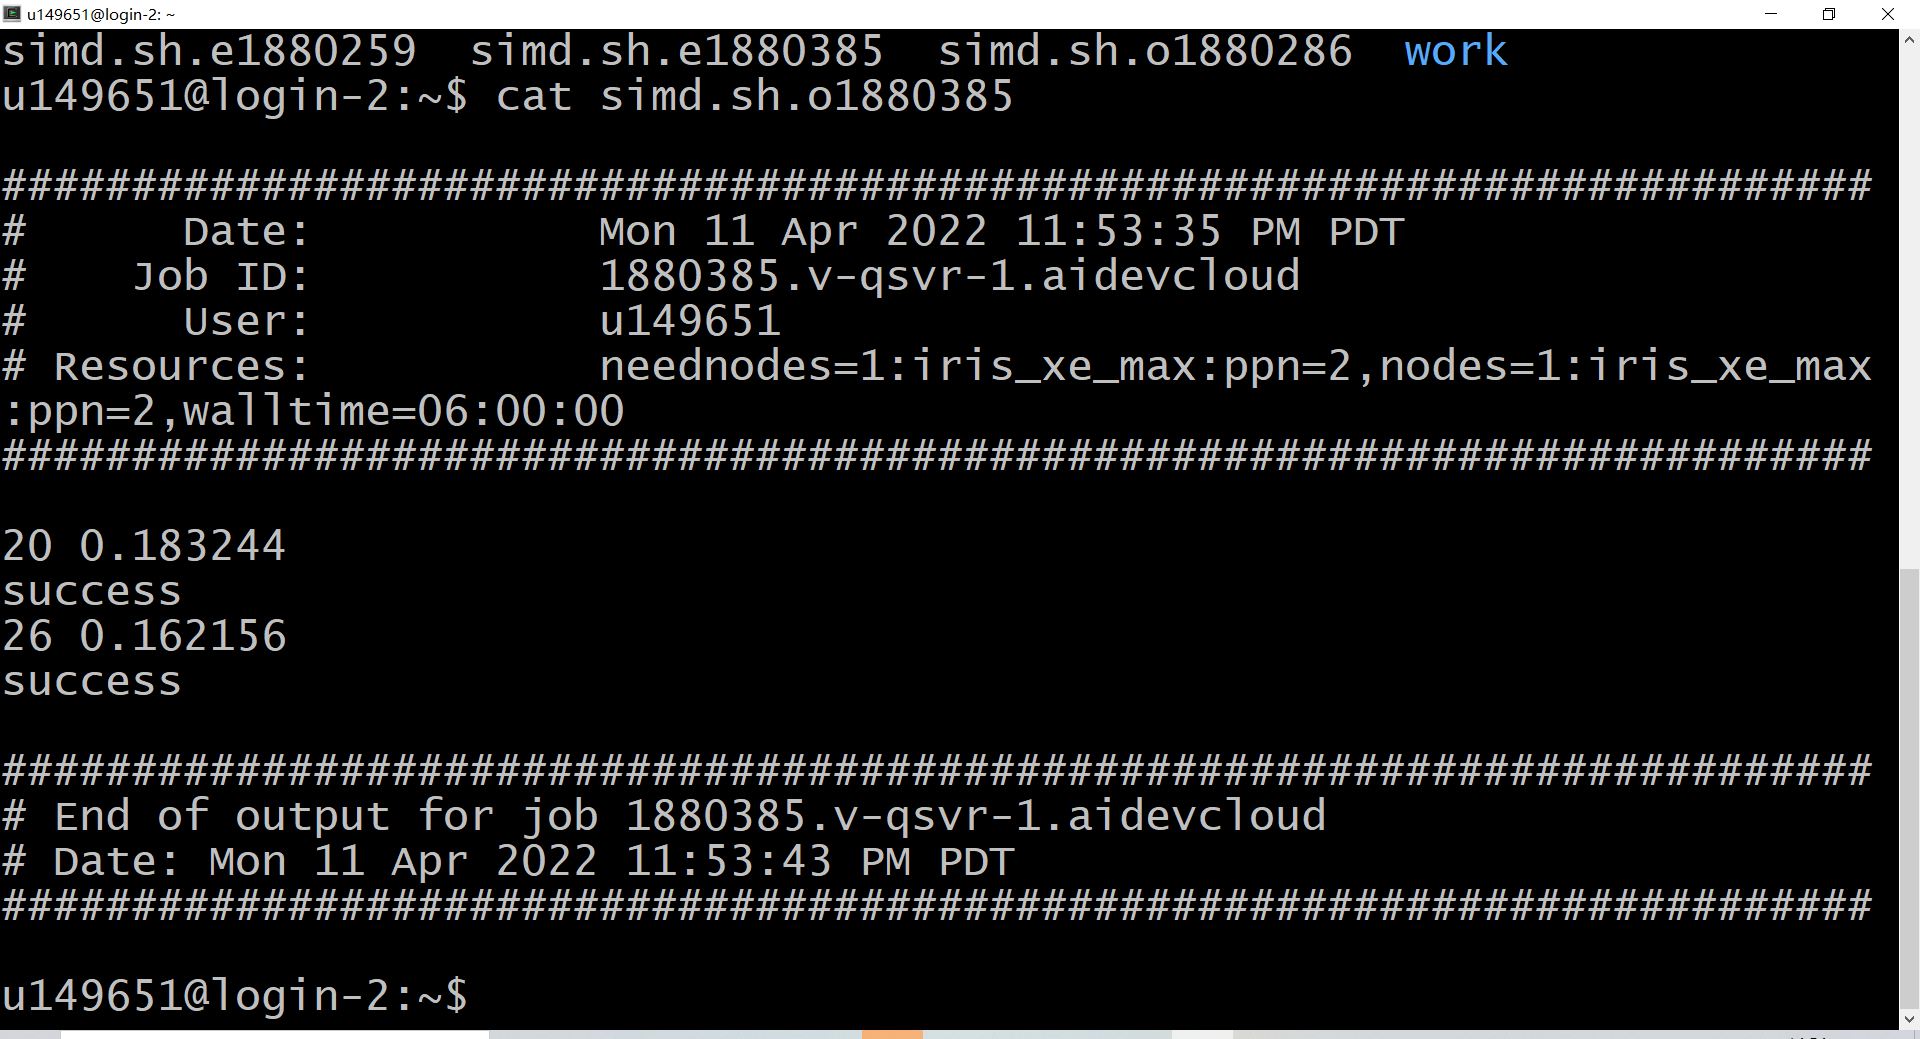 u149651@login-2: ~
simd.sh.e1880259  simd.sh.e1880385  simd.sh.o1880286  work
u149651@login-2:~$ cat simd.sh.o1880385
########################################################################
#      Date:           Mon 11 Apr 2022 11:53:35 PM PDT
#    Job ID:           1880385.v-qsvr-1.aidevcloud
#      User:           u149651
# Resources:           neednodes=1:iris_xe_max:ppn=2,nodes=1:iris_xe_max
:ppn=2,walltime=06:00:00
########################################################################
20 0.183244
success
26 0.162156
success
########################################################################
# End of output for job 1880385.v-qsvr-1.aidevcloud
# Date: Mon 11 Apr 2022 11:53:43 PM PDT
########################################################################
u149651@login-2:~$